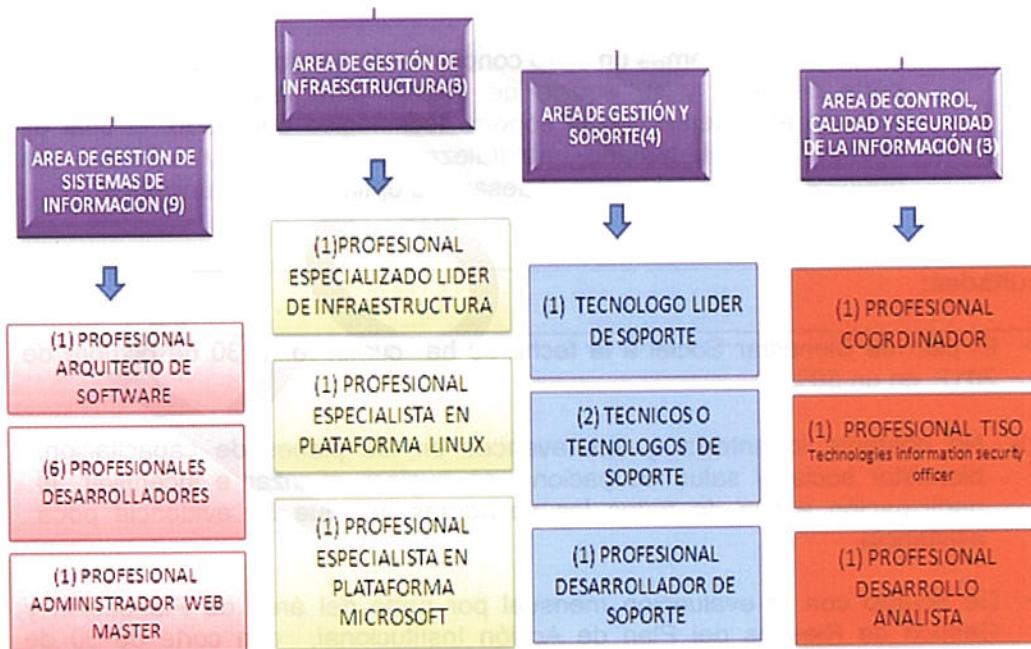 AREA DE GESTION DE
SISTEMAS DE
INFORMACION (9)
(1) PROFESIONAL
ARQUITECTO DE
SOFTWARE
(6) PROFESIONALES
DESARROLLADORES
(1) PROFESIONAL
ADMINISTRADOR WEB
MASTER
AREA DE GESTIÓN DE
INFRAESCTRUCTURA(3)
(1)PROFESIONAL
ESPECIALIZADO LIDER
DE INFRAESTRUCTURA
(1) PROFESIONAL
ESPECIALISTA EN
PLATAFORMA LINUX
(1) PROFESIONAL
ESPECIALISTA EN
PLATAFORMA
MICROSOFT
AREA DE GESTIÓN Y
SOPORTE(4)
(1) TECNOLOGO LIDER
DE SOPORTE
(2) TECNICOS O
TECNOLOGOS DE
SOPORTE
(1) PROFESIONAL
DESARROLLADOR DE
SOPORTE
AREA DE CONTROL,
CALIDAD Y SEGURIDAD
DE LA INFORMACIÓN (3)
(1) PROFESIONAL
COORDINADOR
(1) PROFESIONAL TISO
Technologies information security
officer
(1) PROFESIONAL
DESARROLLO
ANALISTA